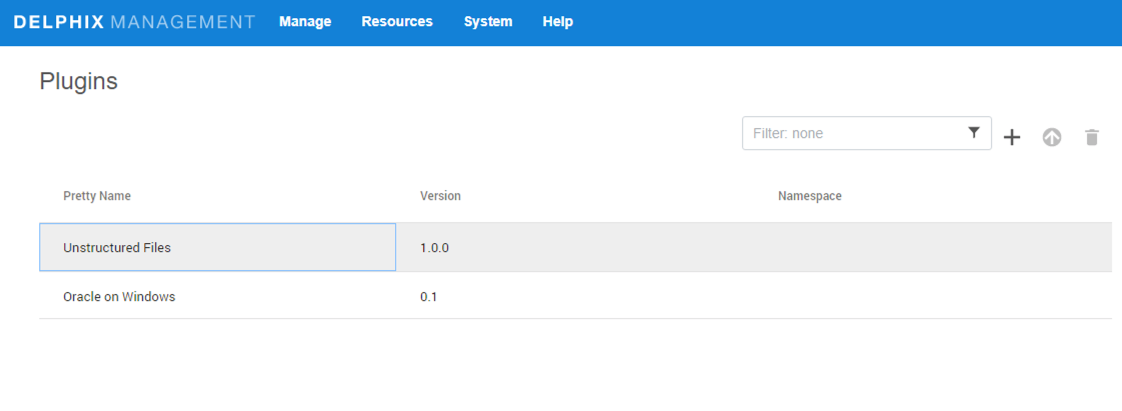 DELPHIX MANAGEMENT Manage Resources System Help
Plugins
Filter: none
Pretty Name Version Namespace
Unstructured Files 1.0.0
Oracle on Windows 0.1